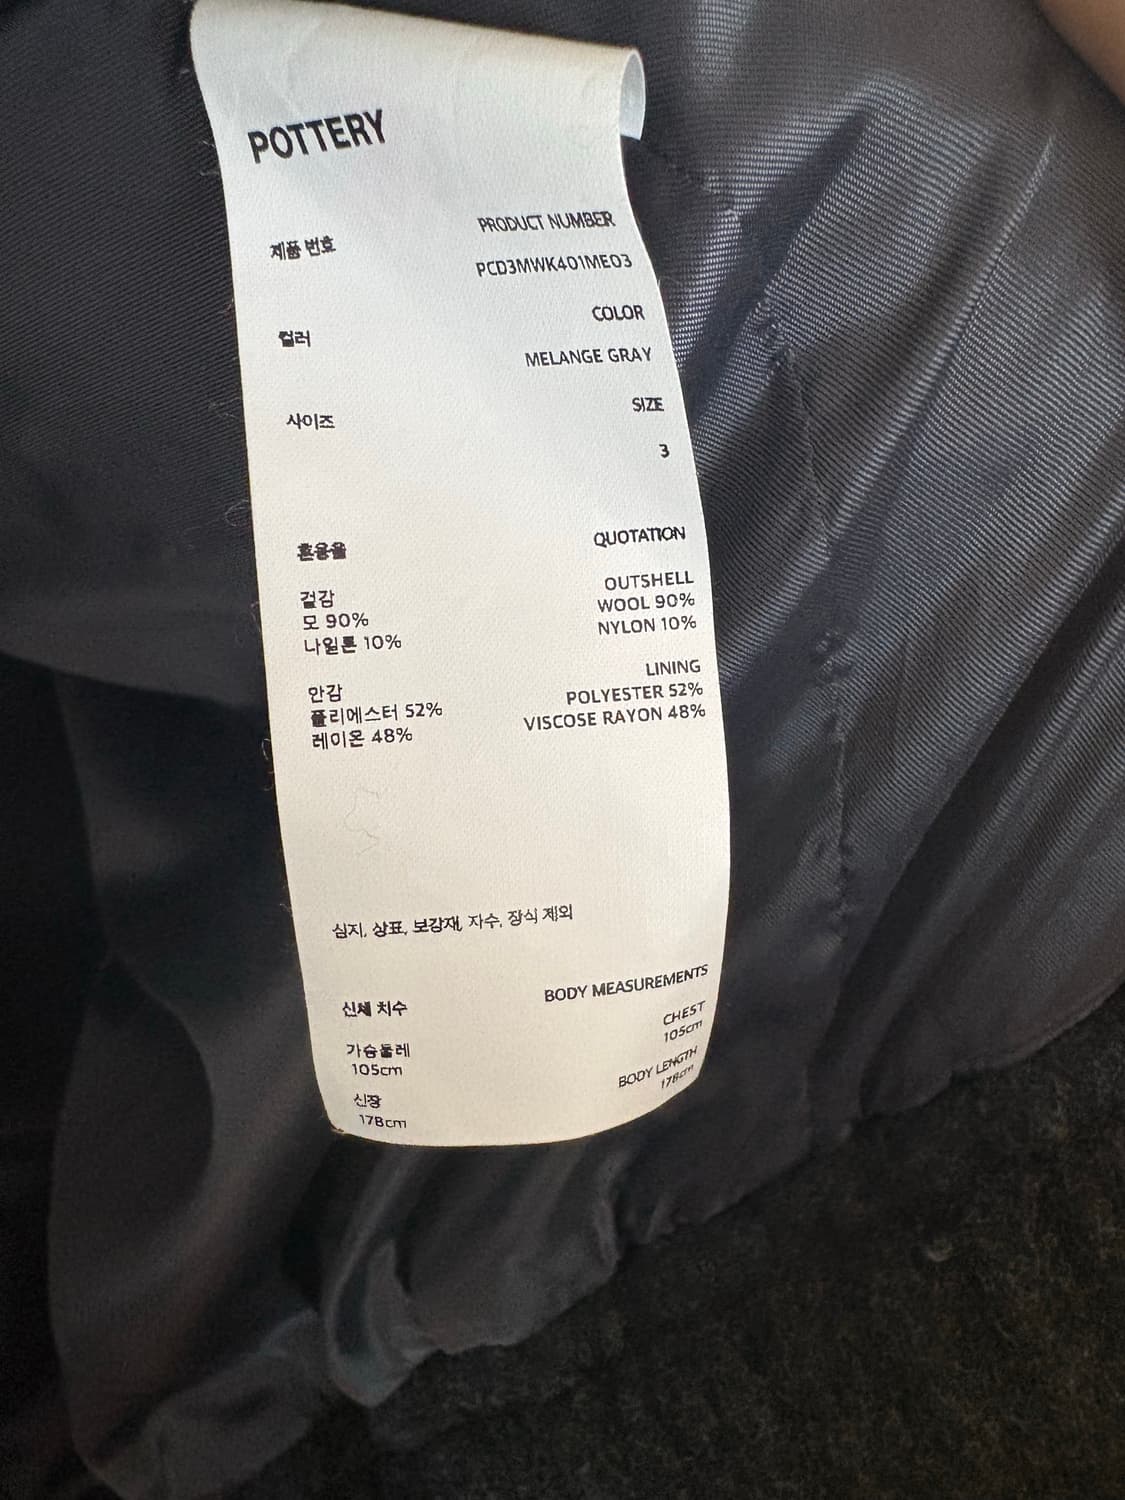 POTTERY
제품 번호
PRODUCT NUMBER
PCD3MWK401ME03
컬러
COLOR
MELANGE GRAY
사이즈
SIZE
3
혼용율
QUOTATION
겉감
모 90%
나일론 10%
OUTSHELL
WOOL 90%
NYLON 10%
안감
폴리에스터 52%
레이온 48%
LINING
POLYESTER 52%
VISCOSE RAYON 48%
심지, 상표, 보강재, 자수, 장식 제외
신체 치수
BODY MEASUREMENTS
가슴둘레
105cm
CHEST
105cm
신장
178cm
BODY LENGTH
178cm